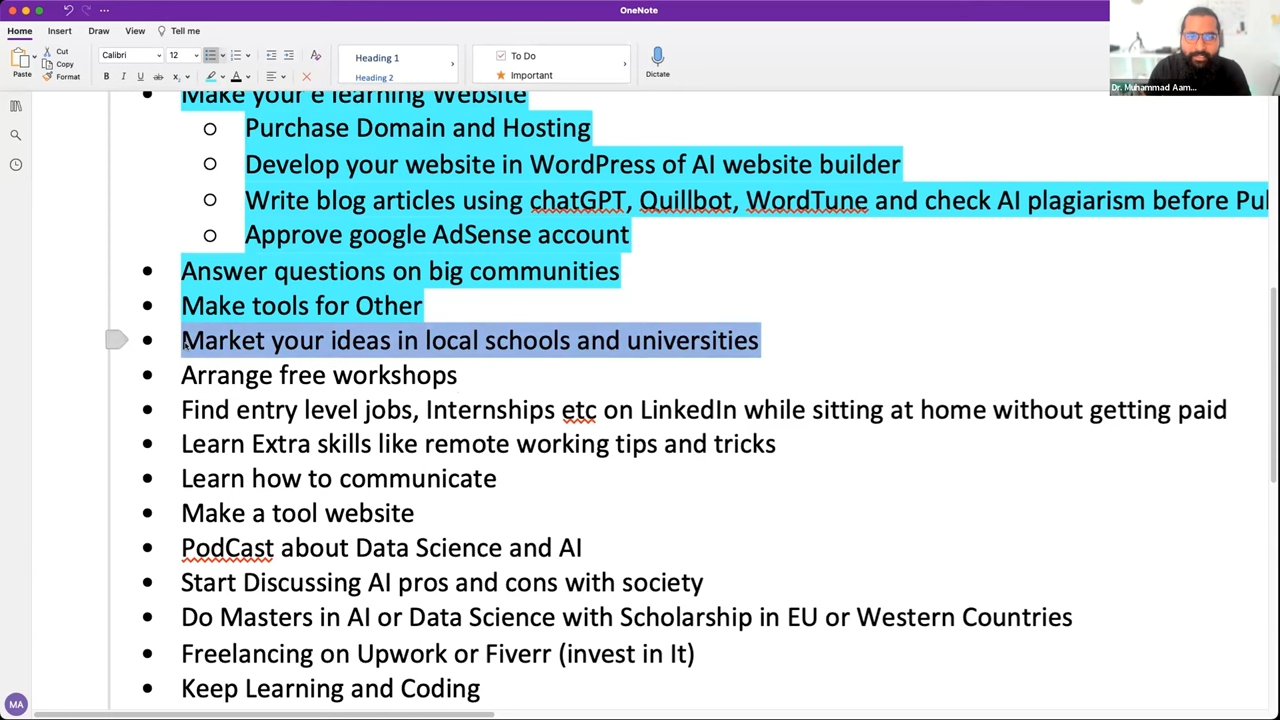 OneNote
Home Insert Draw View Tell me
Paste
Cut
Copy
Format
Calibri 12
B I U ab x
A
Heading 1
Heading 2
To Do
Important
Dictate
Dr. Muhammad Aam...
Make your e learning Website
Purchase Domain and Hosting
Develop your website in WordPress of AI website builder
Write blog articles using chatGPT, Quillbot, WordTune and check AI plagiarism before Pul
Approve google AdSense account
Answer questions on big communities
Make tools for Other
Market your ideas in local schools and universities
Arrange free workshops
Find entry level jobs, Internships etc on LinkedIn while sitting at home without getting paid
Learn Extra skills like remote working tips and tricks
Learn how to communicate
Make a tool website
PodCast about Data Science and AI
Start Discussing AI pros and cons with society
Do Masters in AI or Data Science with Scholarship in EU or Western Countries
Freelancing on Upwork or Fiverr (invest in It)
Keep Learning and Coding
MA